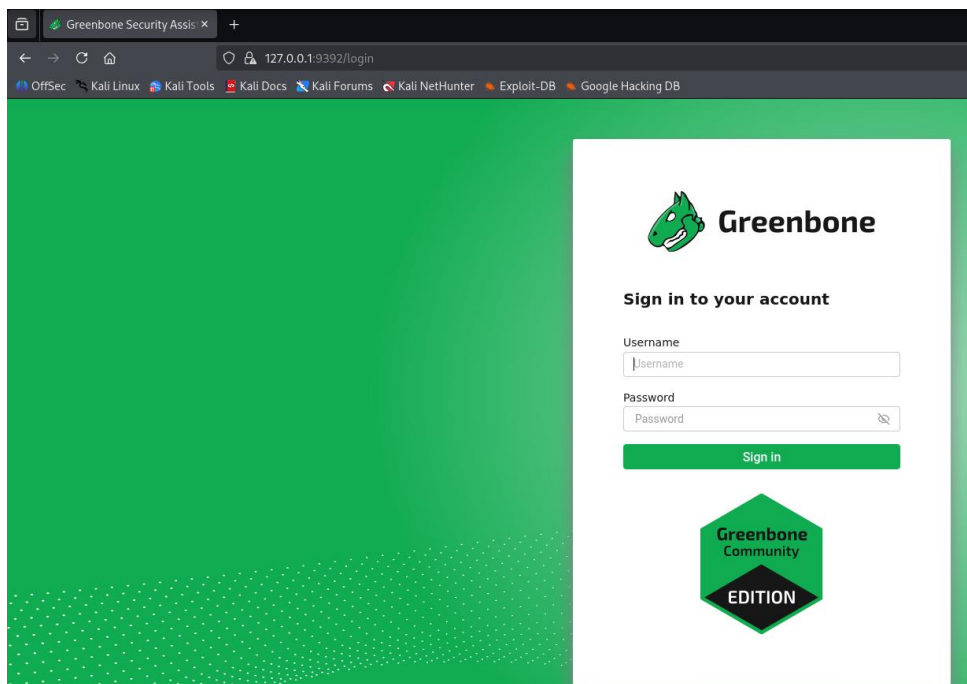 Greenbone Security Assis
127.0.0.1:9392/login
OffSec Kali Linux Kali Tools Kali Docs Kali Forums Kali NetHunter Exploit-DB Google Hacking DB
Greenbone
Sign in to your account
Username
Username
Password
Password
Sign in
Greenbone
Community
EDITION